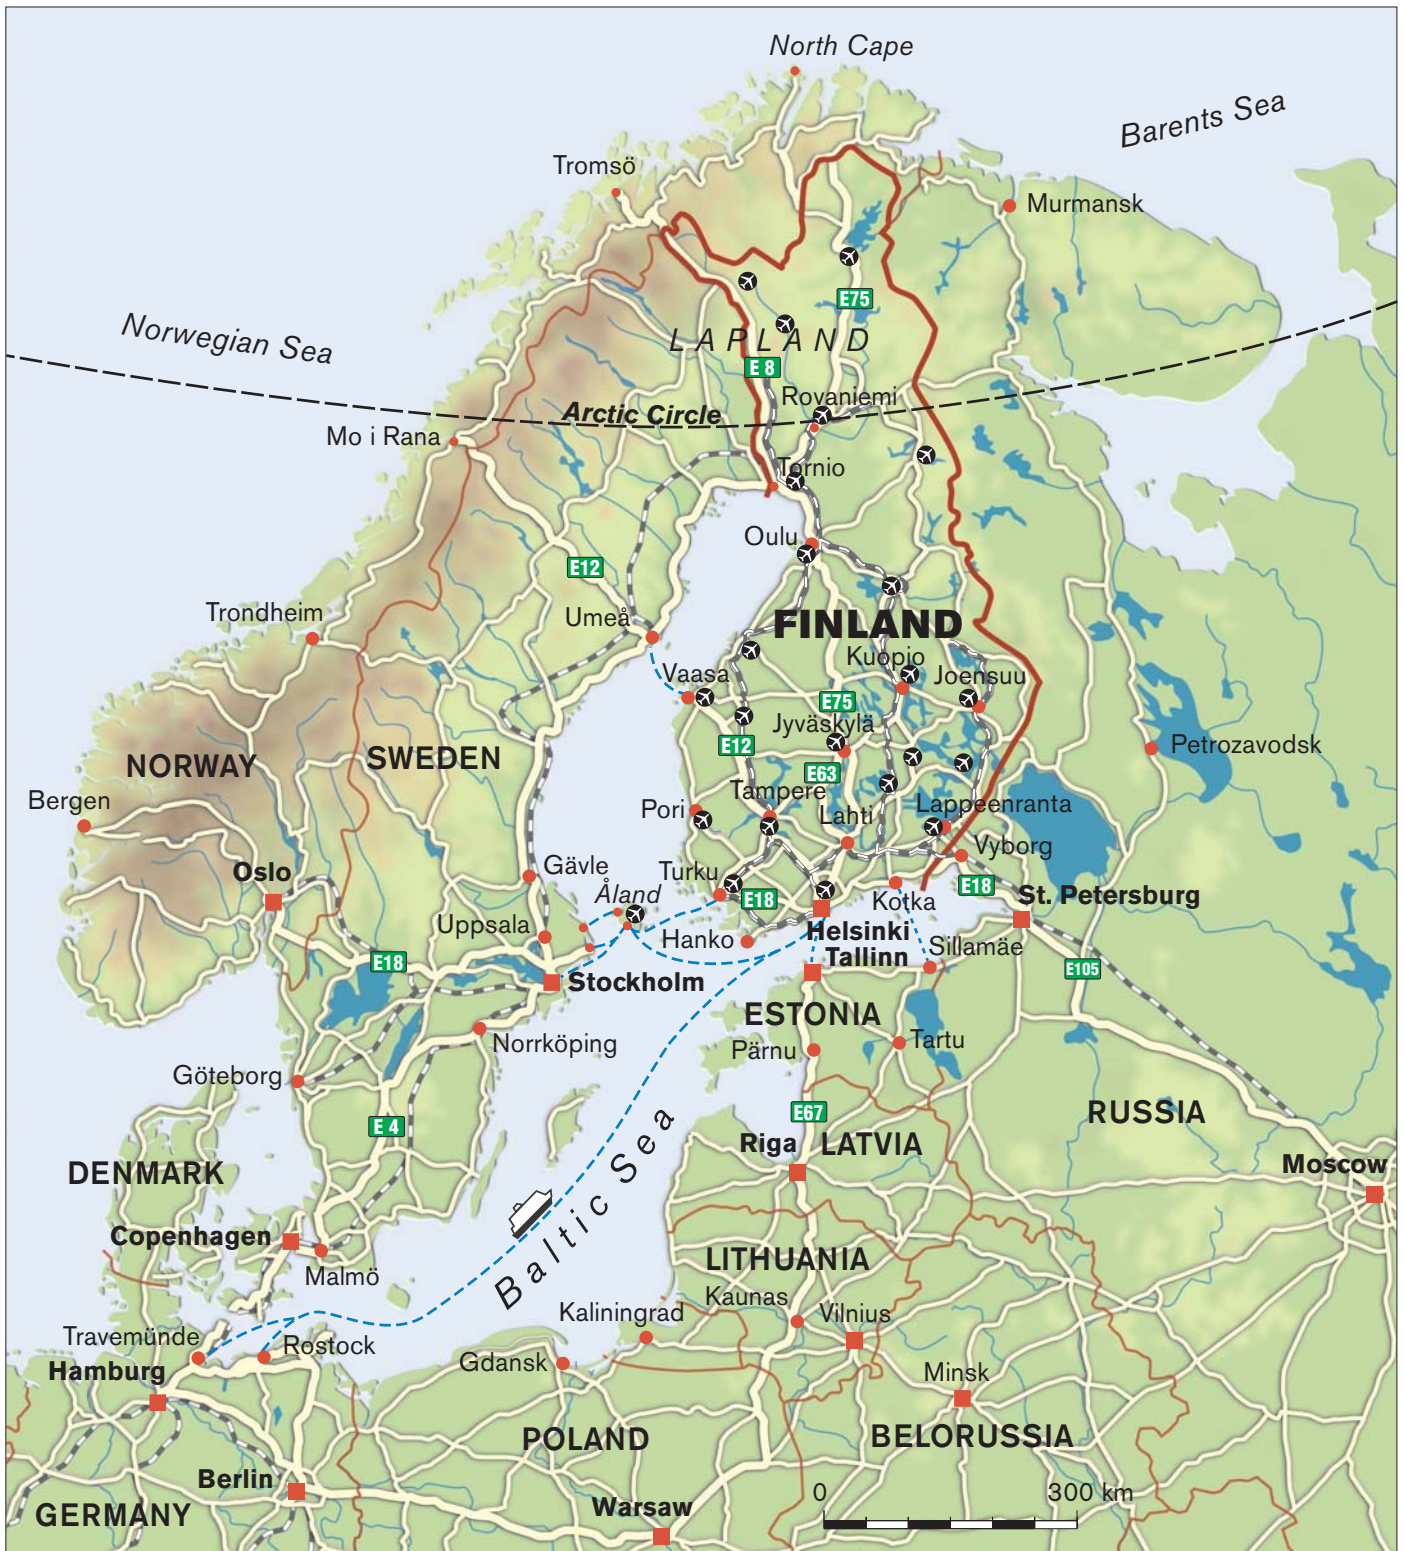 North Cape
Barents Sea
Tromsö
Murmansk
E75
Norwegian Sea
LAPLAND
E 8
Rovaniemi
Arctic Circle
Mo i Rana
Tornio
Oulu
E12
Trondheim
Umeå
FINLAND
Kuopio
Vaasa
Joensuu
E75
Jyväskylä
E12
NORWAY
SWEDEN
Petrozavodsk
E63
Tampere
Bergen
Pori
Lahti
Lappeenranta
Vyborg
Oslo
Gävle
Turku
Åland
E18
E18
St. Petersburg
Kotka
Uppsala
Hanko
Helsinki
Sillamäe
Tallinn
E18
E105
Stockholm
ESTONIA
Norrköping
Pärnu
Tartu
Göteborg
E67
RUSSIA
E 4
Riga
LATVIA
DENMARK
Moscow
Baltic Sea
Copenhagen
LITHUANIA
Malmö
Kaunas
Kaliningrad
Vilnius
Travemünde
Rostock
Gdansk
Hamburg
Minsk
POLAND
BELORUSSIA
Berlin
0 300 km
GERMANY
Warsaw